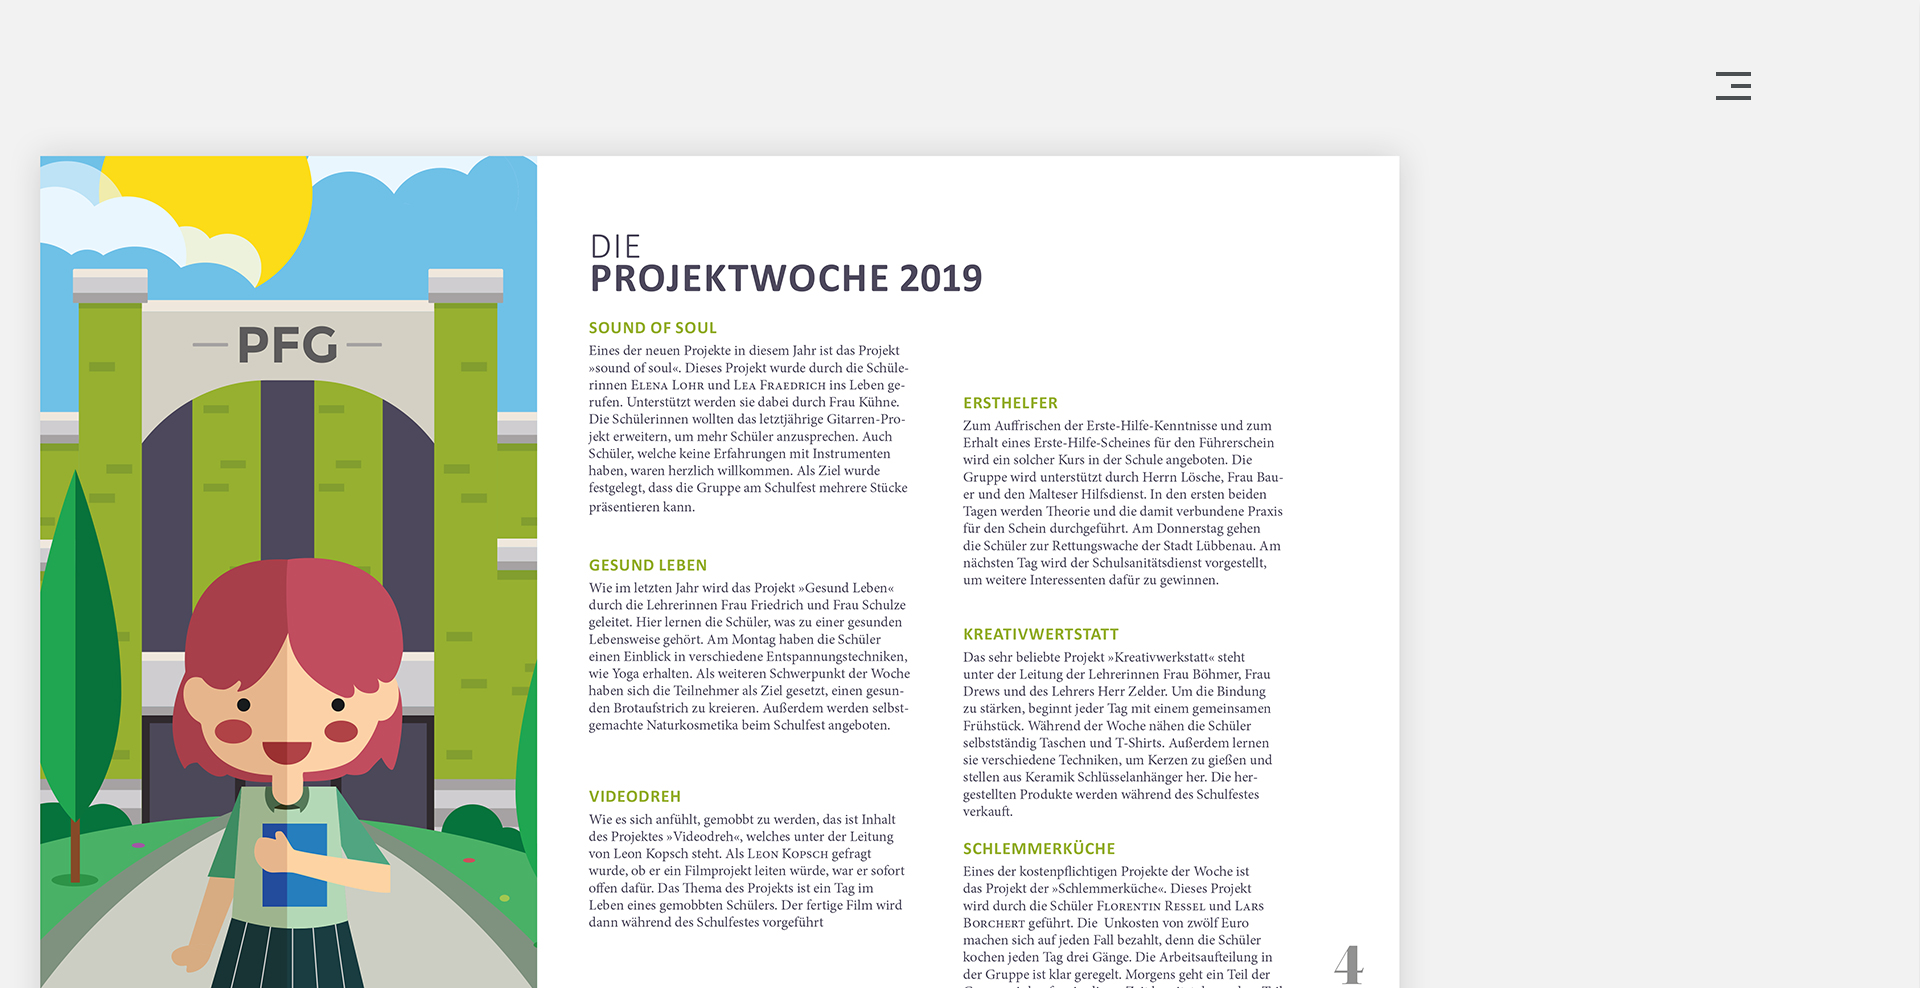 PFG
DIE
PROJEKTWOCHE 2019
SOUND OF SOUL
Eines der neuen Projekte in diesem Jahr ist das Projekt
»sound of soul«. Dieses Projekt wurde durch die Schüle-
rinnen Elena Lohr und Lea Fraedrich ins Leben ge-
rufen. Unterstützt werden sie dabei durch Frau Kühne.
Die Schülerinnen wollten das letztjährige Gitarren-Pro-
jekt erweitern, um mehr Schüler anzusprechen. Auch
Schüler, welche keine Erfahrungen mit Instrumenten
haben, waren herzlich willkommen. Als Ziel wurde
festgelegt, dass die Gruppe am Schulfest mehrere Stücke
präsentieren kann.
GESUND LEBEN
Wie im letzten Jahr wird das Projekt »Gesund Leben«
durch die Lehrerinnen Frau Friedrich und Frau Schulze
geleitet. Hier lernen die Schüler, was zu einer gesunden
Lebensweise gehört. Am Montag haben die Schüler
einen Einblick in verschiedene Entspannungstechniken,
wie Yoga erhalten. Als weiteren Schwerpunkt der Woche
haben sich die Teilnehmer als Ziel gesetzt, einen gesun-
den Brotaufstrich zu kreieren. Außerdem werden selbst-
gemachte Naturkosmetika beim Schulfest angeboten.
VIDEODREH
Wie es sich anfühlt, gemobbt zu werden, das ist Inhalt
des Projektes »Videodreh«, welches unter der Leitung
von Leon Kopsch steht. Als Leon Kopsch gefragt
wurde, ob er ein Filmprojekt leiten würde, war er sofort
offen dafür. Das Thema des Projekts ist ein Tag im
Leben eines gemobbten Schülers. Der fertige Film wird
dann während des Schulfestes vorgeführt
ERSTHELFER
Zum Auffrischen der Erste-Hilfe-Kenntnisse und zum
Erhalt eines Erste-Hilfe-Scheines für den Führerschein
wird ein solcher Kurs in der Schule angeboten. Die
Gruppe wird unterstützt durch Herrn Lösche, Frau Bau-
er und den Malteser Hilfsdienst. In den ersten beiden
Tagen werden Theorie und die damit verbundene Praxis
für den Schein durchgeführt. Am Donnerstag gehen
die Schüler zur Rettungswache der Stadt Lübbenau. Am
nächsten Tag wird der Schulsanitätsdienst vorgestellt,
um weitere Interessenten dafür zu gewinnen.
KREATIVWERTSTATT
Das sehr beliebte Projekt »Kreativwerkstatt« steht
unter der Leitung der Lehrerinnen Frau Böhmer, Frau
Drews und des Lehrers Herr Zelder. Um die Bindung
zu stärken, beginnt jeder Tag mit einem gemeinsamen
Frühstück. Während der Woche nähen die Schüler
selbstständig Taschen und T-Shirts. Außerdem lernen
sie verschiedene Techniken, um Kerzen zu gießen und
stellen aus Keramik Schlüsselanhänger her. Die her-
gestellten Produkte werden während des Schulfestes
verkauft.
SCHLEMMERKÜCHE
Eines der kostenpflichtigen Projekte der Woche ist
das Projekt der »Schlemmerküche«. Dieses Projekt
wird durch die Schüler Florentin Ressel und Lars
Borchert geführt. Die  Unkosten von zwölf Euro
machen sich auf jeden Fall bezahlt, denn die Schüler
kochen jeden Tag drei Gänge. Die Arbeitsaufteilung in
der Gruppe ist klar geregelt. Morgens geht ein Teil der
4